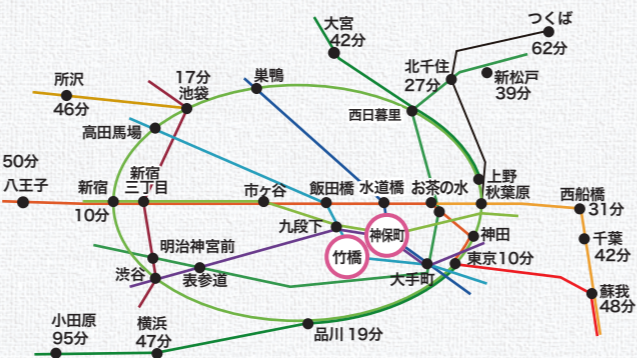 大宮
42分
つくば
62分
北千住
27分
新松戸
39分
所沢
46分
17分
池袋
巣鴨
高田馬場
西日暮里
50分
八王子
新宿
10分
新宿
三丁目
市ヶ谷
飯田橋
水道橋
お茶の水
上野
秋葉原
西船橋
31分
九段下
神保町
神田
千葉
42分
明治神宮前
竹橋
渋谷
表参道
大手町
東京10分
蘇我
48分
小田原
95分
横浜
47分
品川19分